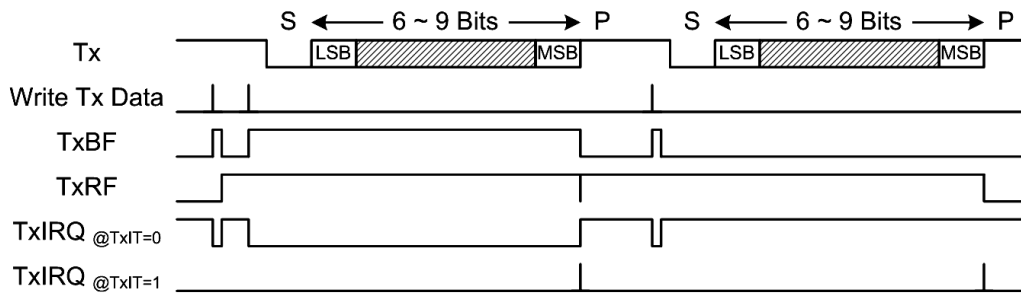 S 6 ~ 9 Bits P S 6 ~ 9 Bits P
Tx LSB MSB LSB MSB
Write Tx Data
TxBF
TxRF
TxIRQ @TxIT=0
TxIRQ @TxIT=1